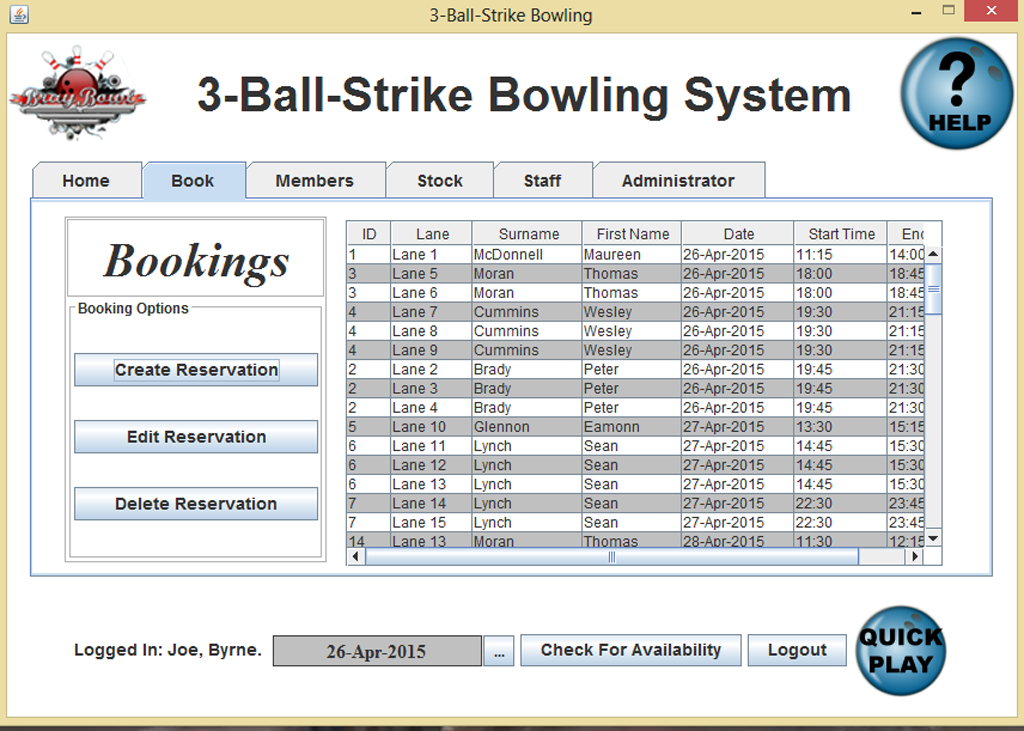 3-Ball-Strike Bowling
Bray Bowl
3-Ball-Strike Bowling System
?
HELP
Home Book Members Stock Staff Administrator
Bookings
Booking Options
Create Reservation
Edit Reservation
Delete Reservation
ID Lane Surname First Name Date Start Time Enc
1 Lane 1 McDonnell Maureen 26-Apr-2015 11:15 14:00
3 Lane 5 Moran Thomas 26-Apr-2015 18:00 18:45
3 Lane 6 Moran Thomas 26-Apr-2015 18:00 18:45
4 Lane 7 Cummins Wesley 26-Apr-2015 19:30 21:15
4 Lane 8 Cummins Wesley 26-Apr-2015 19:30 21:15
4 Lane 9 Cummins Wesley 26-Apr-2015 19:30 21:15
2 Lane 2 Brady Peter 26-Apr-2015 19:45 21:30
2 Lane 3 Brady Peter 26-Apr-2015 19:45 21:30
2 Lane 4 Brady Peter 26-Apr-2015 19:45 21:30
5 Lane 10 Glennon Eamonn 27-Apr-2015 13:30 15:15
6 Lane 11 Lynch Sean 27-Apr-2015 14:45 15:30
6 Lane 12 Lynch Sean 27-Apr-2015 14:45 15:30
6 Lane 13 Lynch Sean 27-Apr-2015 14:45 15:30
7 Lane 14 Lynch Sean 27-Apr-2015 22:30 23:45
7 Lane 15 Lynch Sean 27-Apr-2015 22:30 23:45
14 Lane 13 Moran Thomas 28-Apr-2015 11:30 12:15
Logged In: Joe, Byrne. 26-Apr-2015 ... Check For Availability Logout
QUICK
PLAY